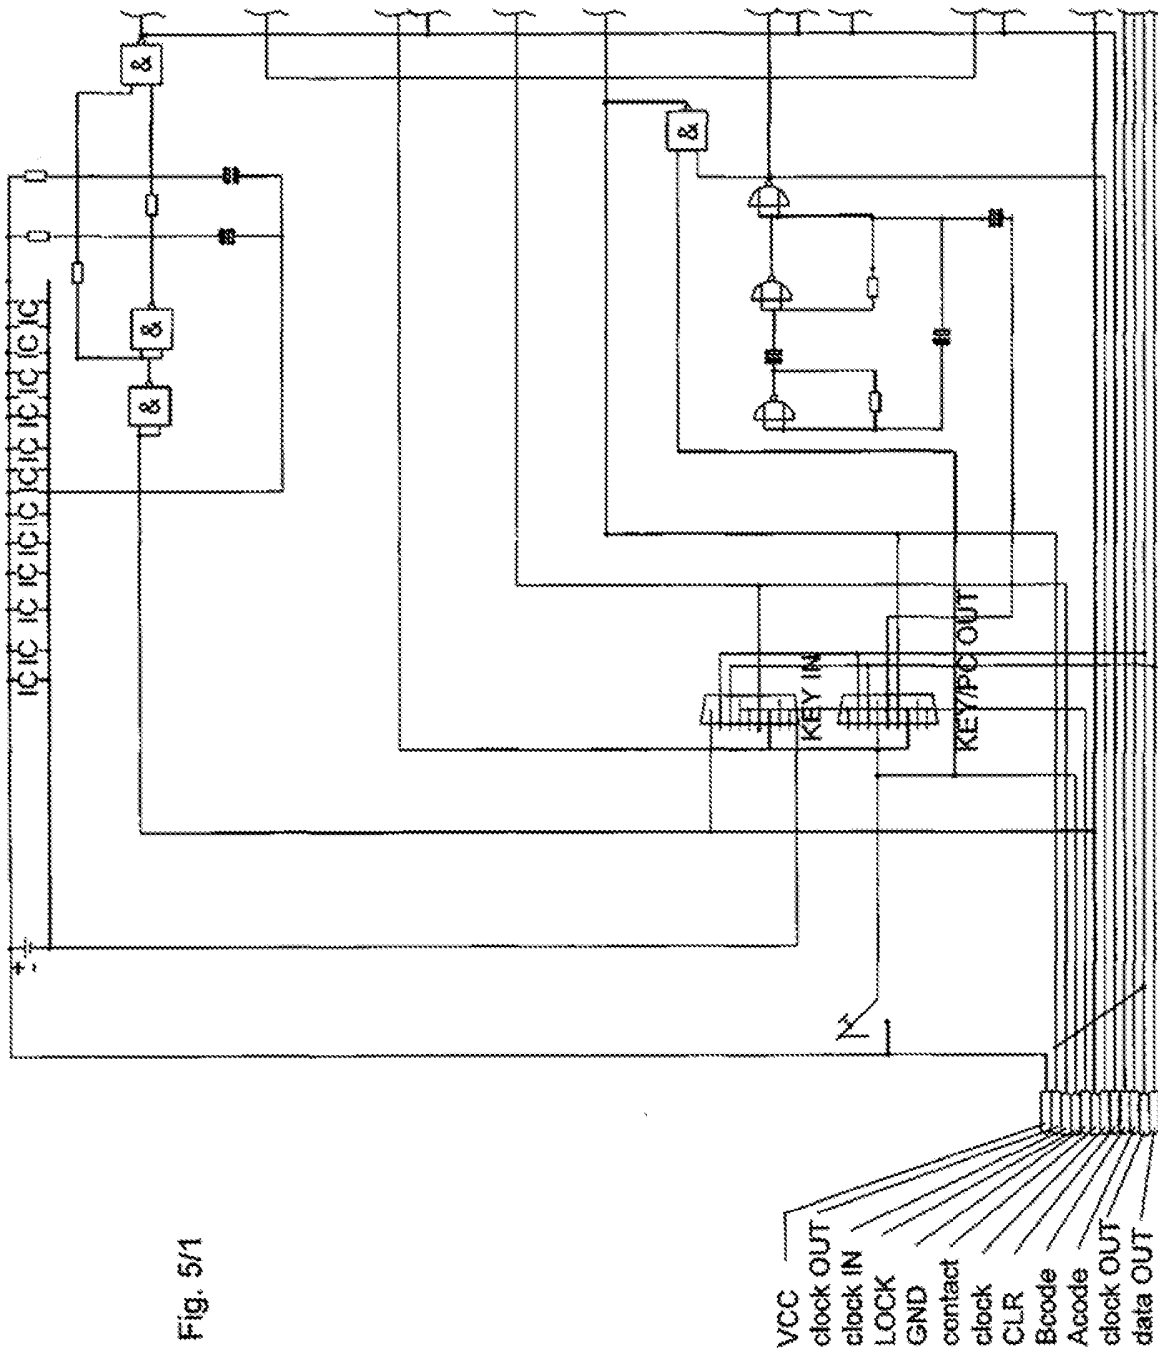 +
-
IC IC IC IC IC IC IC IC IC IC IC IC
Fig. 5/1
&
&
&
&
VCC
clock OUT
clock IN
LOCK
GND
contact
clock
CLR
Bcode
Acode
clock OUT
data OUT
KEY IN
KEY/PC OUT